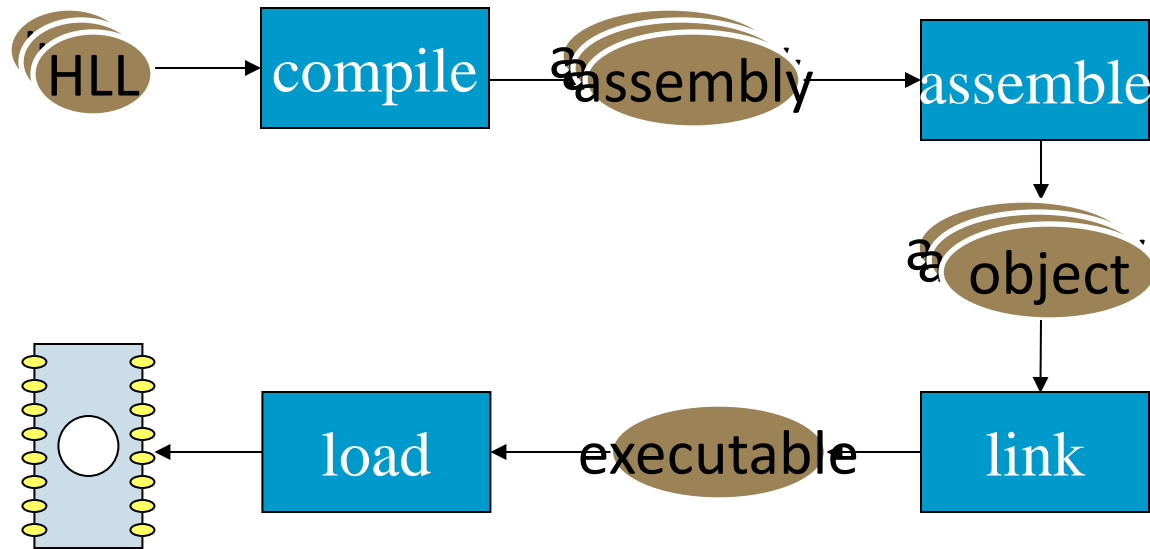 HLL
compile
assembly
assemble
object
link
executable
load